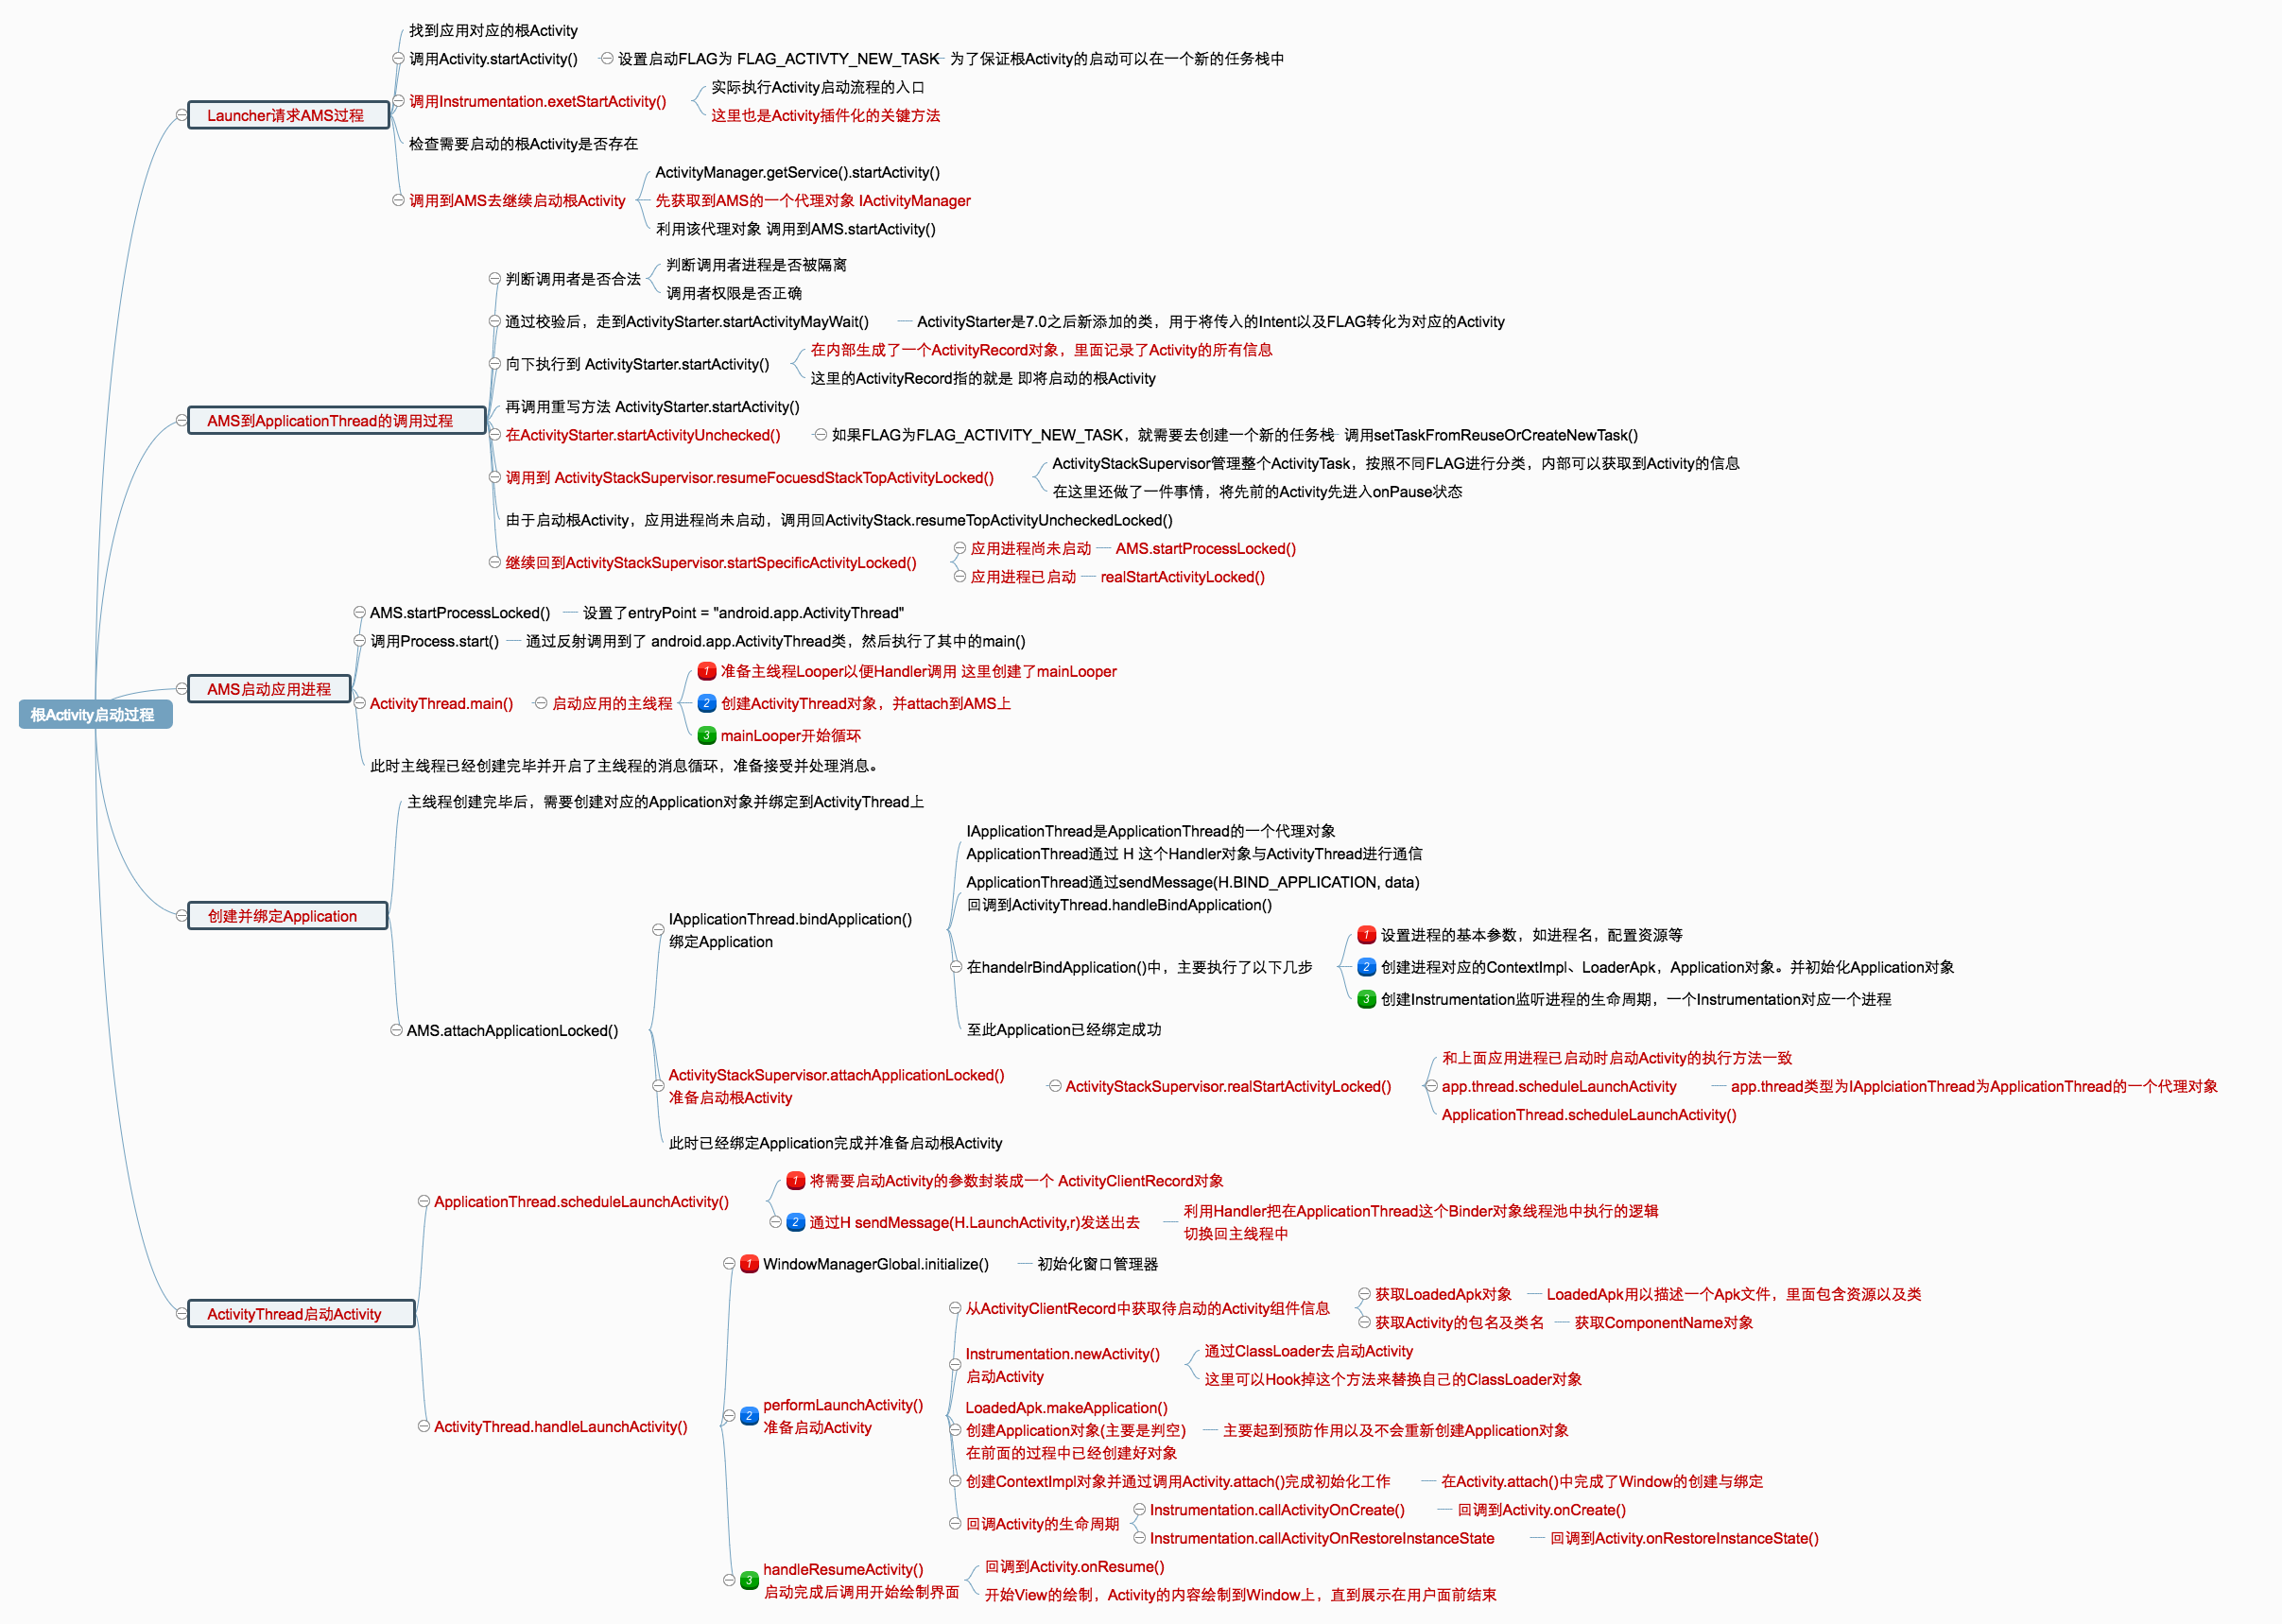 根Activity启动过程
Launcher请求AMS过程
找到应用对应的根Activity
调用Activity.startActivity()
设置启动FLAG为 FLAG_ACTIVTY_NEW_TASK
为了保证根Activity的启动可以在一个新的任务栈中
调用Instrumentation.exetStartActivity()
实际执行Activity启动流程的入口
这里也是Activity插件化的关键方法
检查需要启动的根Activity是否存在
调用到AMS去继续启动根Activity
ActivityManager.getService().startActivity()
先获取到AMS的一个代理对象 IActivityManager
利用该代理对象 调用到AMS.startActivity()
AMS到ApplicationThread的调用过程
判断调用者是否合法
判断调用者进程是否被隔离
调用者权限是否正确
通过校验后，走到ActivityStarter.startActivityMayWait()
ActivityStarter是7.0之后新添加的类，用于将传入的Intent以及FLAG转化为对应的Activity
向下执行到 ActivityStarter.startActivity()
在内部生成了一个ActivityRecord对象，里面记录了Activity的所有信息
这里的ActivityRecord指的就是 即将启动的根Activity
再调用重写方法 ActivityStarter.startActivity()
在ActivityStarter.startActivityUnchecked()
如果FLAG为FLAG_ACTIVITY_NEW_TASK，就需要去创建一个新的任务栈
调用setTaskFromReuseOrCreateNewTask()
调用到 ActivityStackSupervisor.resumeFocuesdStackTopActivityLocked()
ActivityStackSupervisor管理整个ActivityTask，按照不同FLAG进行分类，内部可以获取到Activity的信息
在这里还做了一件事情，将先前的Activity先进入onPause状态
由于启动根Activity，应用进程尚未启动，调用回ActivityStack.resumeTopActivityUncheckedLocked()
继续回到ActivityStackSupervisor.startSpecificActivityLocked()
应用进程尚未启动
AMS.startProcessLocked()
应用进程已启动
realStartActivityLocked()
AMS启动应用进程
AMS.startProcessLocked()
设置了entryPoint = "android.app.ActivityThread"
调用Process.start()
通过反射调用到了 android.app.ActivityThread类，然后执行了其中的main()
ActivityThread.main()
启动应用的主线程
1 准备主线程Looper以便Handler调用 这里创建了mainLooper
2 创建ActivityThread对象，并attach到AMS上
3 mainLooper开始循环
此时主线程已经创建完毕并开启了主线程的消息循环，准备接受并处理消息。
创建并绑定Application
主线程创建完毕后，需要创建对应的Application对象并绑定到ActivityThread上
AMS.attachApplicationLocked()
IApplicationThread.bindApplication()
绑定Application
IApplicationThread是ApplicationThread的一个代理对象
ApplicationThread通过 H 这个Handler对象与ActivityThread进行通信
ApplicationThread通过sendMessage(H.BIND_APPLICATION, data)
回调到ActivityThread.handleBindApplication()
在handelrBindApplication()中，主要执行了以下几步
1 设置进程的基本参数，如进程名，配置资源等
2 创建进程对应的ContextImpl、LoaderApk，Application对象。并初始化Application对象
3 创建Instrumentation监听进程的生命周期，一个Instrumentation对应一个进程
至此Application已经绑定成功
ActivityStackSupervisor.attachApplicationLocked()
准备启动根Activity
ActivityStackSupervisor.realStartActivityLocked()
和上面应用进程已启动时启动Activity的执行方法一致
app.thread.scheduleLaunchActivity
app.thread类型为IApplciationThread为ApplicationThread的一个代理对象
ApplicationThread.scheduleLaunchActivity()
此时已经绑定Application完成并准备启动根Activity
ActivityThread启动Activity
ApplicationThread.scheduleLaunchActivity()
1 将需要启动Activity的参数封装成一个 ActivityClientRecord对象
2 通过H sendMessage(H.LaunchActivity,r)发送出去
利用Handler把在ApplicationThread这个Binder对象线程池中执行的逻辑
切换回主线程中
ActivityThread.handleLaunchActivity()
1 WindowManagerGlobal.initialize()
初始化窗口管理器
2 performLaunchActivity()
准备启动Activity
从ActivityClientRecord中获取待启动的Activity组件信息
获取LoadedApk对象
LoadedApk用以描述一个Apk文件，里面包含资源以及类
获取Activity的包名及类名
获取ComponentName对象
Instrumentation.newActivity()
启动Activity
通过ClassLoader去启动Activity
这里可以Hook掉这个方法来替换自己的ClassLoader对象
LoadedApk.makeApplication()
创建Application对象(主要是判空)
在前面的过程中已经创建好对象
主要起到预防作用以及不会重新创建Application对象
创建ContextImpl对象并通过调用Activity.attach()完成初始化工作
在Activity.attach()中完成了Window的创建与绑定
回调Activity的生命周期
Instrumentation.callActivityOnCreate()
回调到Activity.onCreate()
Instrumentation.callActivityOnRestoreInstanceState
回调到Activity.onRestoreInstanceState()
3 handleResumeActivity()
启动完成后调用开始绘制界面
回调到Activity.onResume()
开始View的绘制，Activity的内容绘制到Window上，直到展示在用户面前结束